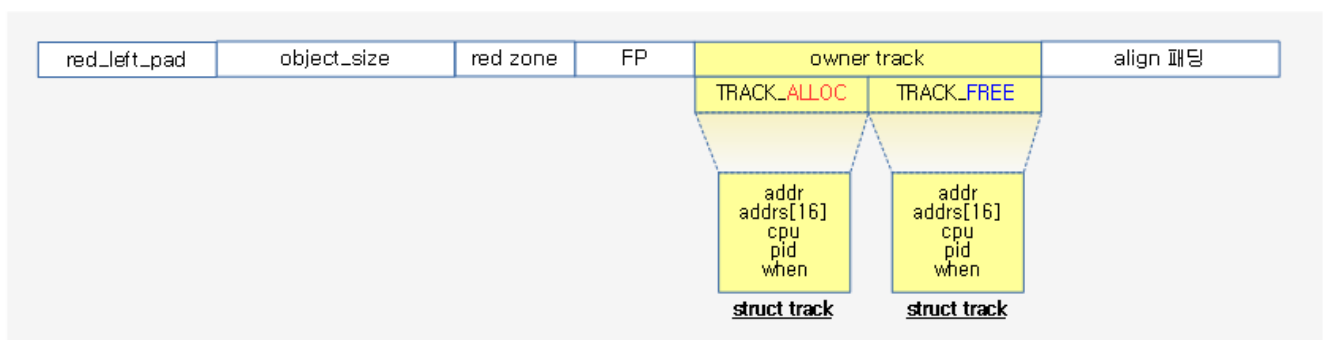 red_left_pad object_size red zone FP owner track align 패딩
TRACK_ALLOC TRACK_FREE
addr addr
addrs[16] addrs[16]
cpu cpu
pid pid
when when
struct track struct track